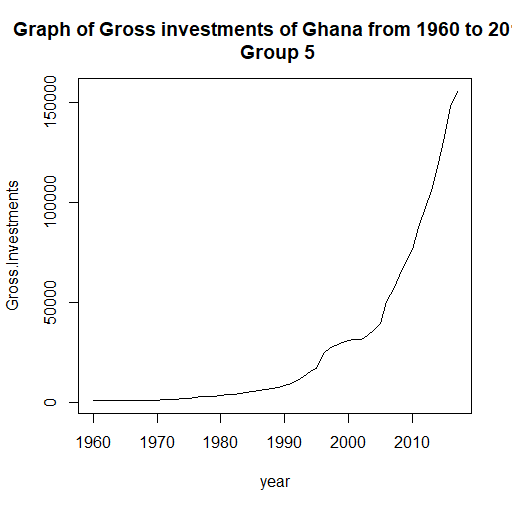 Graph of Gross investments of Ghana from 1960 to 20
Group 5
150000
100000
50000
0
Gross.Investments
1960 1970 1980 1990 2000 2010
year